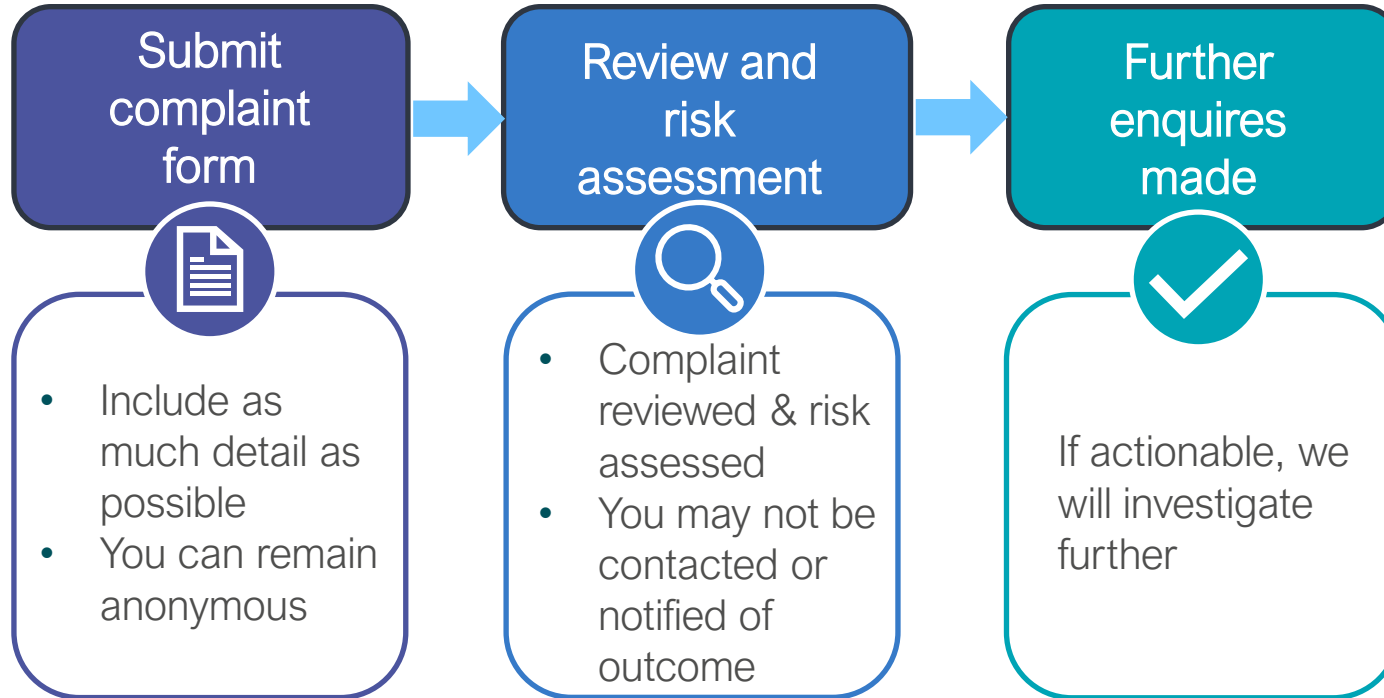 Submit
complaint
form
Review and
risk
assessment
Further
enquires
made
• Include as
much detail as
possible
• You can remain
anonymous
• Complaint
reviewed & risk
assessed
• You may not be
contacted or
notified of
outcome
If actionable, we
will investigate
further